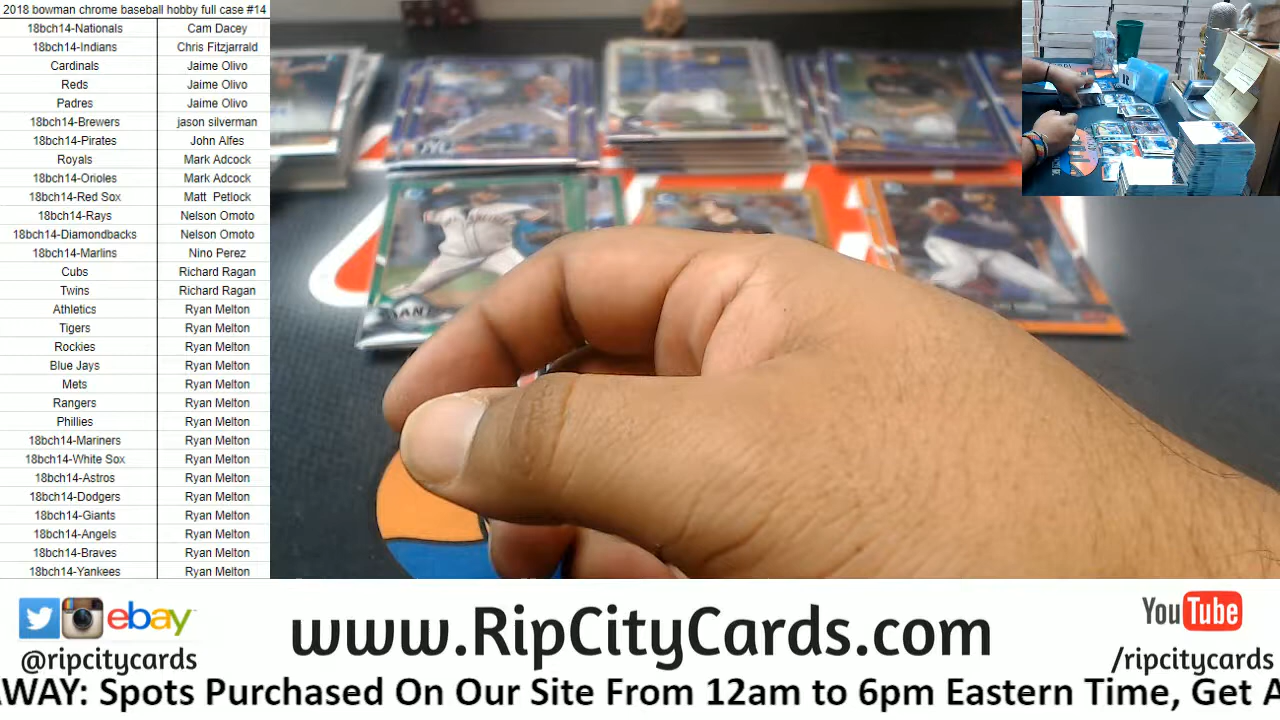 2018 bowman chrome baseball hobby full case #14
18bch14-Nationals Cam Dacey
18bch14-Indians Chris Fitzjarrald
Cardinals Jaime Olivo
Reds Jaime Olivo
Padres Jaime Olivo
18bch14-Brewers jason silverman
18bch14-Pirates John Alfes
Royals Mark Adcock
18bch14-Orioles Mark Adcock
18bch14-Red Sox Matt Petlock
18bch14-Rays Nelson Omoto
18bch14-Diamondbacks Nelson Omoto
18bch14-Marlins Nino Perez
Cubs Richard Ragan
Twins Richard Ragan
Athletics Ryan Melton
Tigers Ryan Melton
Rockies Ryan Melton
Blue Jays Ryan Melton
Mets Ryan Melton
Rangers Ryan Melton
Phillies Ryan Melton
18bch14-Mariners Ryan Melton
18bch14-White Sox Ryan Melton
18bch14-Astros Ryan Melton
18bch14-Dodgers Ryan Melton
18bch14-Giants Ryan Melton
18bch14-Angels Ryan Melton
18bch14-Braves Ryan Melton
18bch14-Yankees Ryan Melton
ebay
@ripcitycards
www.RipCityCards.com
YouTube
/ripcitycards
AWAY: Spots Purchased On Our Site From 12am to 6pm Eastern Time, Get A